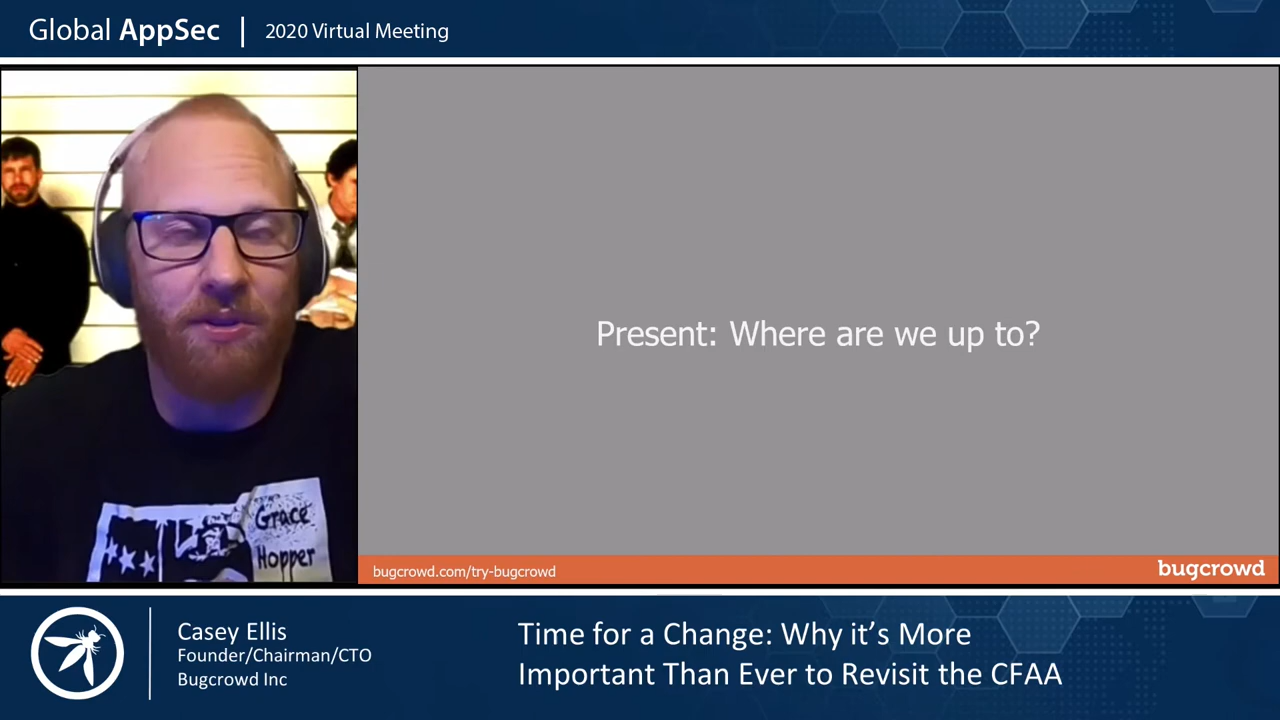 Global AppSec | 2020 Virtual Meeting
Present: Where are we up to?
Grace
Hopper
bugcrowd.com/try-bugcrowd
bugcrowd
Casey Ellis
Founder/Chairman/CTO
Bugcrowd Inc
Time for a Change: Why it’s More
Important Than Ever to Revisit the CFAA